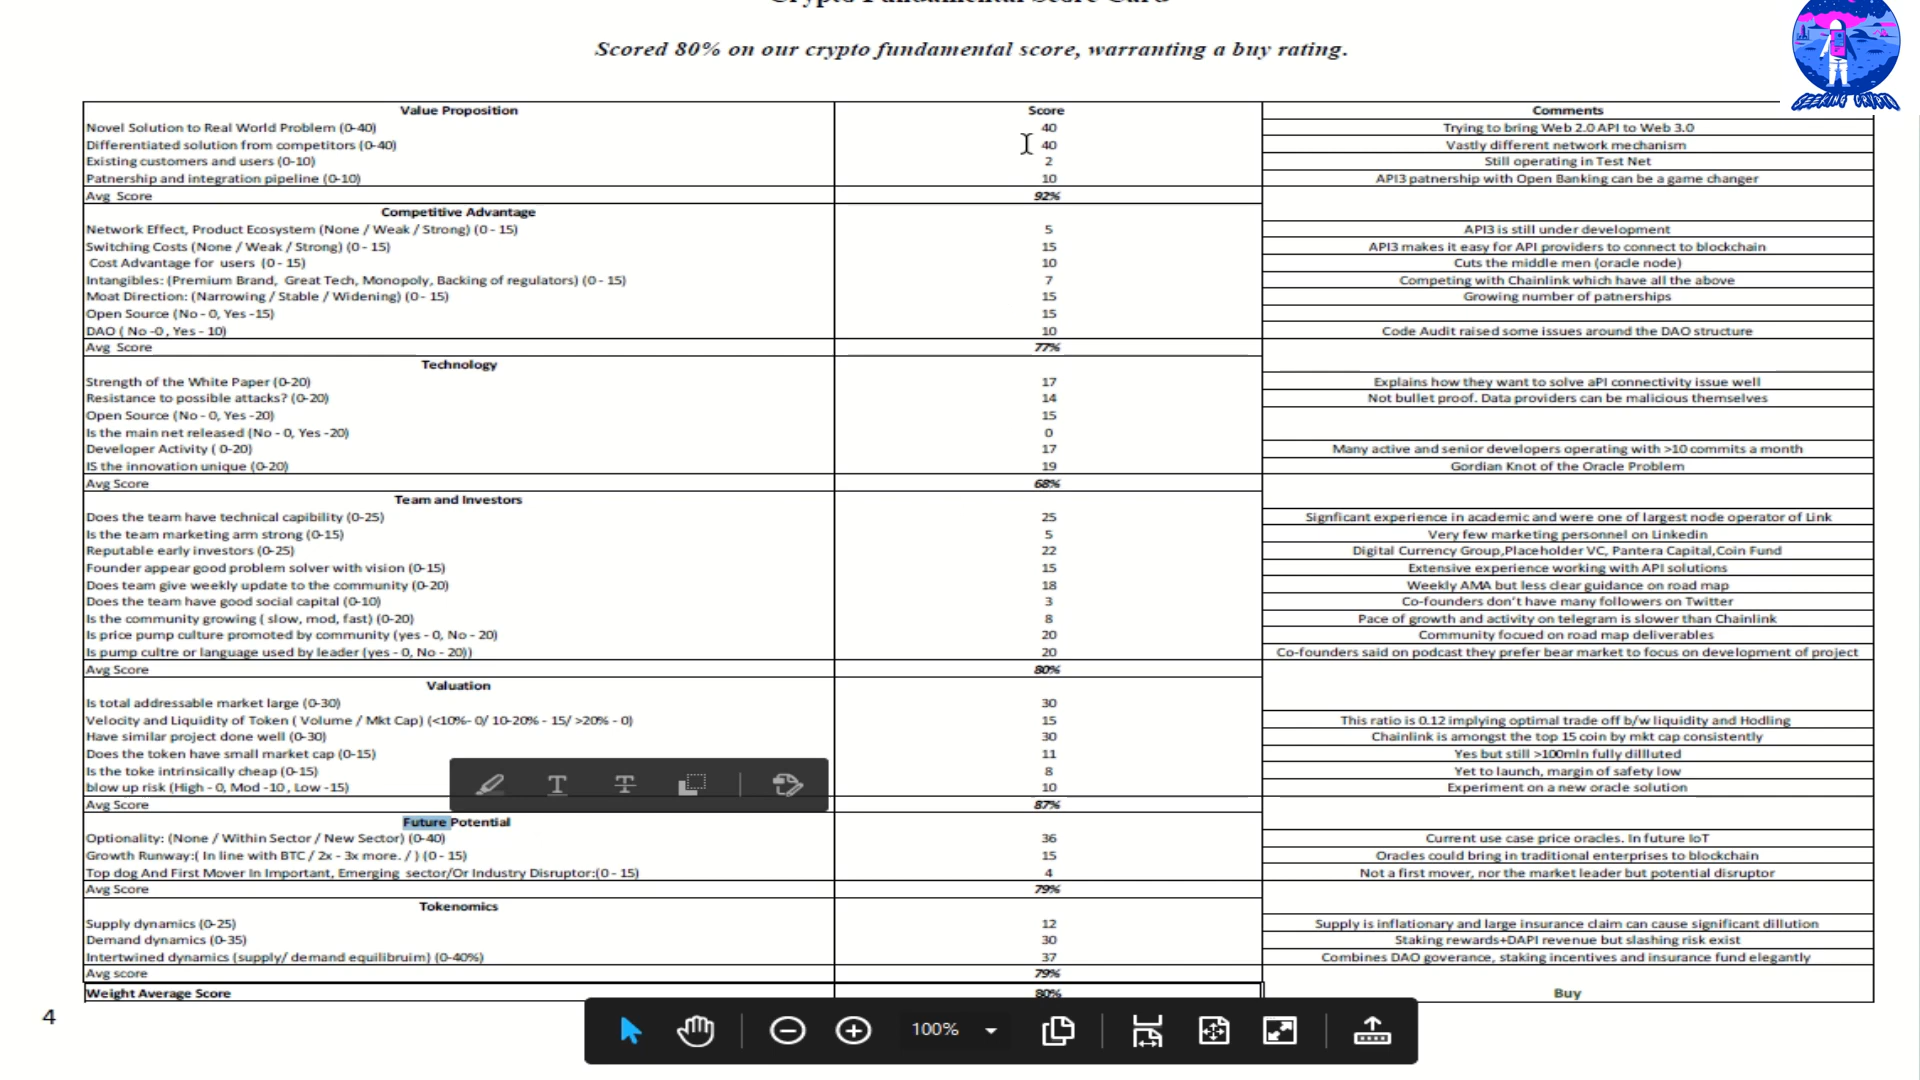 Crypto Fundamental Score Card
Scored 80% on our crypto fundamental score, warranting a buy rating.
SEEKING CRYPTO
Value Proposition Score Comments
Novel Solution to Real World Problem (0-40) 40 Trying to bring Web 2.0 API to Web 3.0
Differentiated solution from competitors (0-40) 40 Vastly different network mechanism
Existing customers and users (0-10) 2 Still operating in Test Net
Patnership and integration pipeline (0-10) 10 API3 patnership with Open Banking can be a game changer
Avg Score 92%
Competitive Advantage
Network Effect, Product Ecosystem (None / Weak / Strong) (0 - 15) 5 API3 is still under development
Switching Costs (None / Weak / Strong) (0 - 15) 15 API3 makes it easy for API providers to connect to blockchain
Cost Advantage for users (0 - 15) 10 Cuts the middle men (oracle node)
Intangibles: (Premium Brand, Great Tech, Monopoly, Backing of regulators) (0 - 15) 7 Competing with Chainlink which have all the above
Moat Direction: (Narrowing / Stable / Widening) (0 - 15) 15 Growing number of patnerships
Open Source (No - 0, Yes -15) 15
DAO ( No -0 , Yes - 10) 10 Code Audit raised some issues around the DAO structure
Avg Score 77%
Technology
Strength of the White Paper (0-20) 17 Explains how they want to solve aPI connectivity issue well
Resistance to possible attacks? (0-20) 14 Not bullet proof. Data providers can be malicious themselves
Open Source (No - 0, Yes -20) 15
Is the main net released (No - 0, Yes -20) 0
Developer Activity ( 0-20) 17 Many active and senior developers operating with >10 commits a month
IS the innovation unique (0-20) 19 Gordian Knot of the Oracle Problem
Avg Score 68%
Team and Investors
Does the team have technical capibility (0-25) 25 Signficant experience in academic and were one of largest node operator of Link
Is the team marketing arm strong (0-15) 5 Very few marketing personnel on Linkedin
Reputable early investors (0-25) 22 Digital Currency Group,Placeholder VC, Pantera Capital,Coin Fund
Founder appear good problem solver with vision (0-15) 15 Extensive experience working with API solutions
Does team give weekly update to the community (0-20) 18 Weekly AMA but less clear guidance on road map
Does the team have good social capital (0-10) 3 Co-founders don't have many followers on Twitter
Is the community growing ( slow, mod, fast) (0-20) 8 Pace of growth and activity on telegram is slower than Chainlink
Is price pump culture promoted by community (yes - 0, No - 20) 20 Community focued on road map deliverables
Is pump cultre or language used by leader (yes - 0, No - 20)) 20 Co-founders said on podcast they prefer bear market to focus on development of project
Avg Score 80%
Valuation
Is total addressable market large (0-30) 30
Velocity and Liquidity of Token ( Volume / Mkt Cap) (<10%- 0/ 10-20% - 15/ >20% - 0) 15 This ratio is 0.12 implying optimal trade off b/w liquidity and Hodling
Have similar project done well (0-30) 30 Chainlink is amongst the top 15 coin by mkt cap consistently
Does the token have small market cap (0-15) 11 Yes but still >100mln fully dillluted
Is the toke intrinsically cheap (0-15) 8 Yet to launch, margin of safety low
blow up risk (High - 0, Mod -10 , Low -15) 10 Experiment on a new oracle solution
Avg Score 87%
Future Potential
Optionality: (None / Within Sector / New Sector) (0-40) 36 Current use case price oracles. In future IoT
Growth Runway:( In line with BTC / 2x - 3x more. / ) (0 - 15) 15 Oracles could bring in traditional enterprises to blockchain
Top dog And First Mover In Important, Emerging sector/Or Industry Disruptor:(0 - 15) 4 Not a first mover, nor the market leader but potential disruptor
Avg Score 79%
Tokenomics
Supply dynamics (0-25) 12 Supply is inflationary and large insurance claim can cause significant dillution
Demand dynamics (0-35) 30 Staking rewards+DAPI revenue but slashing risk exist
Intertwined dynamics (supply/ demand equilibruim) (0-40%) 37 Combines DAO goverance, staking incentives and insurance fund elegantly
Avg score 79%
Weight Average Score 80% Buy
4
100%